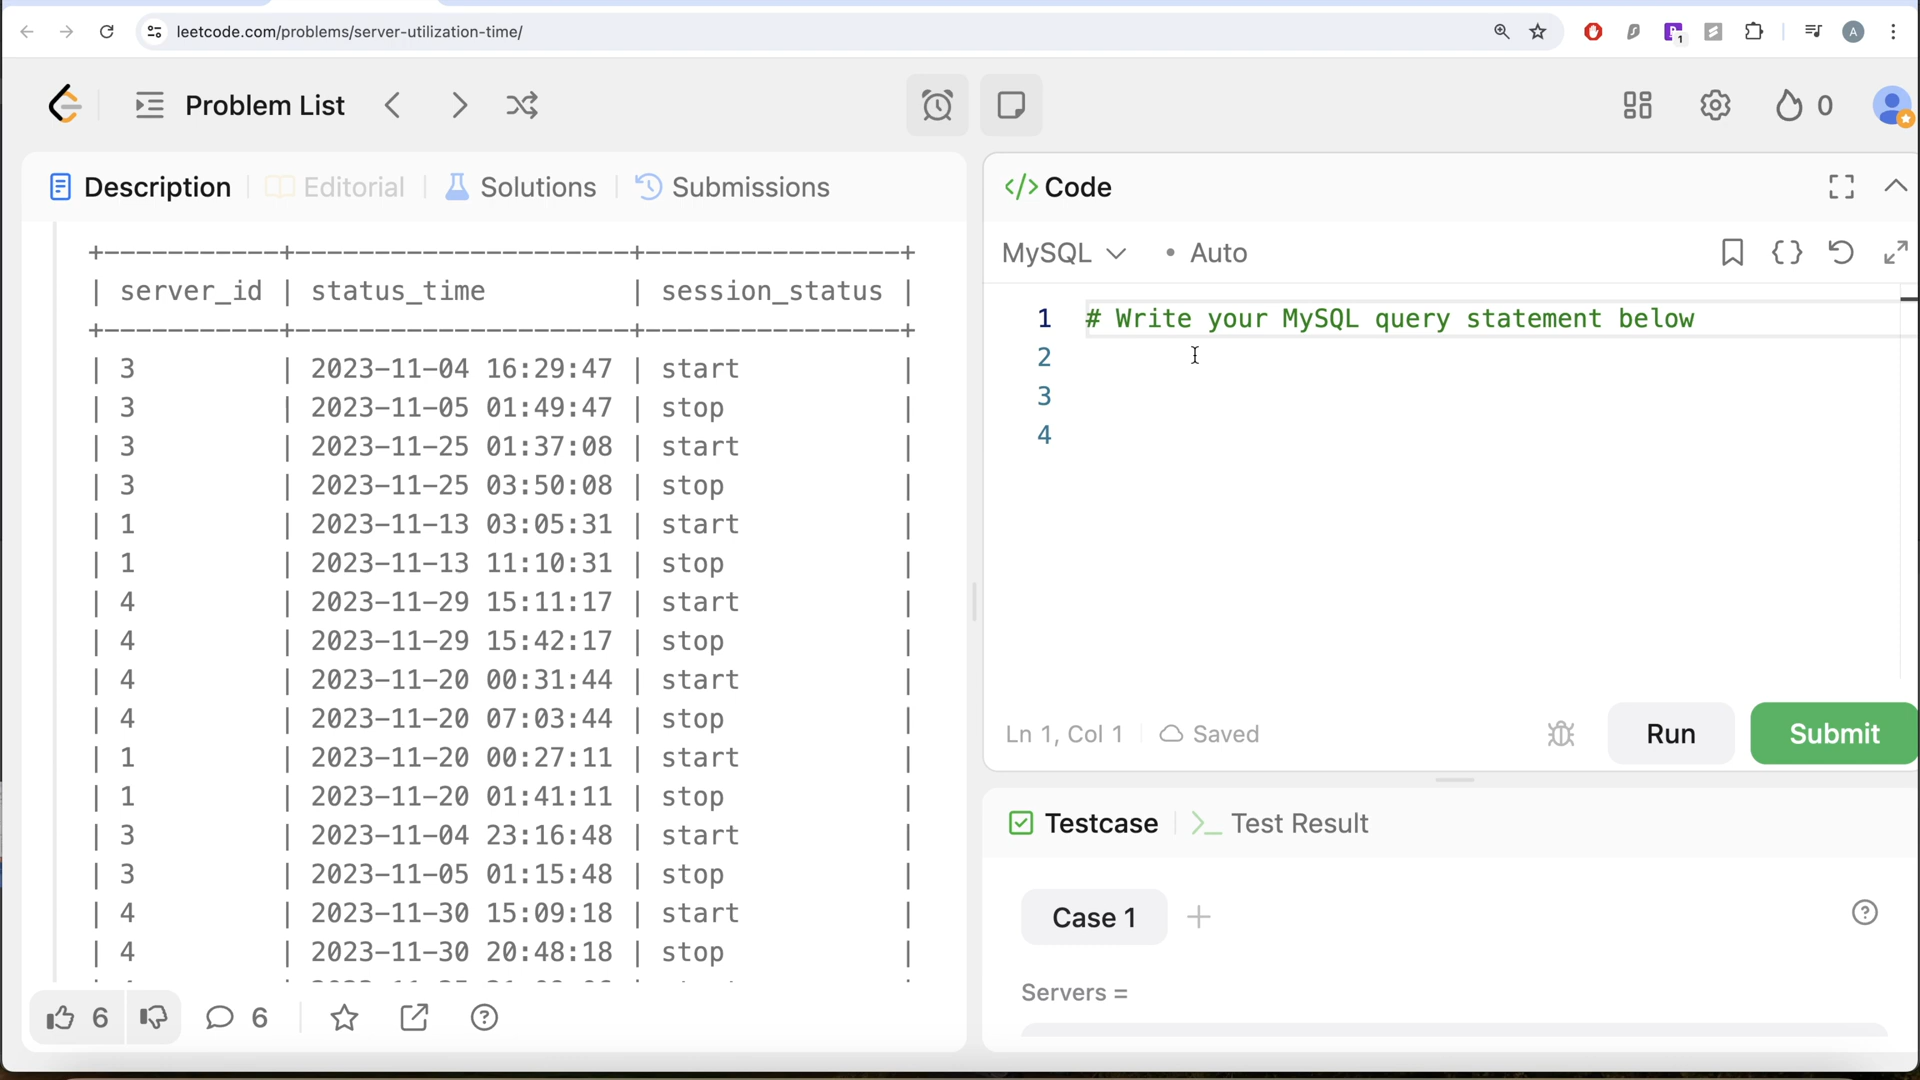 leetcode.com/problems/server-utilization-time/
1
A
Problem List
0
Description
Editorial
Solutions
Submissions
+-----------+---------------------+----------------+
| server_id | status_time | session_status |
+-----------+---------------------+----------------+
| 3 | 2023-11-04 16:29:47 | start |
| 3 | 2023-11-05 01:49:47 | stop |
| 3 | 2023-11-25 01:37:08 | start |
| 3 | 2023-11-25 03:50:08 | stop |
| 1 | 2023-11-13 03:05:31 | start |
| 1 | 2023-11-13 11:10:31 | stop |
| 4 | 2023-11-29 15:11:17 | start |
| 4 | 2023-11-29 15:42:17 | stop |
| 4 | 2023-11-20 00:31:44 | start |
| 4 | 2023-11-20 07:03:44 | stop |
| 1 | 2023-11-20 00:27:11 | start |
| 1 | 2023-11-20 01:41:11 | stop |
| 3 | 2023-11-04 23:16:48 | start |
| 3 | 2023-11-05 01:15:48 | stop |
| 4 | 2023-11-30 15:09:18 | start |
| 4 | 2023-11-30 20:48:18 | stop |
6
6
</> Code
MySQL
• Auto
1 # Write your MySQL query statement below
2
3
4
Ln 1, Col 1
Saved
Run
Submit
Testcase
>_ Test Result
Case 1
+
Servers =